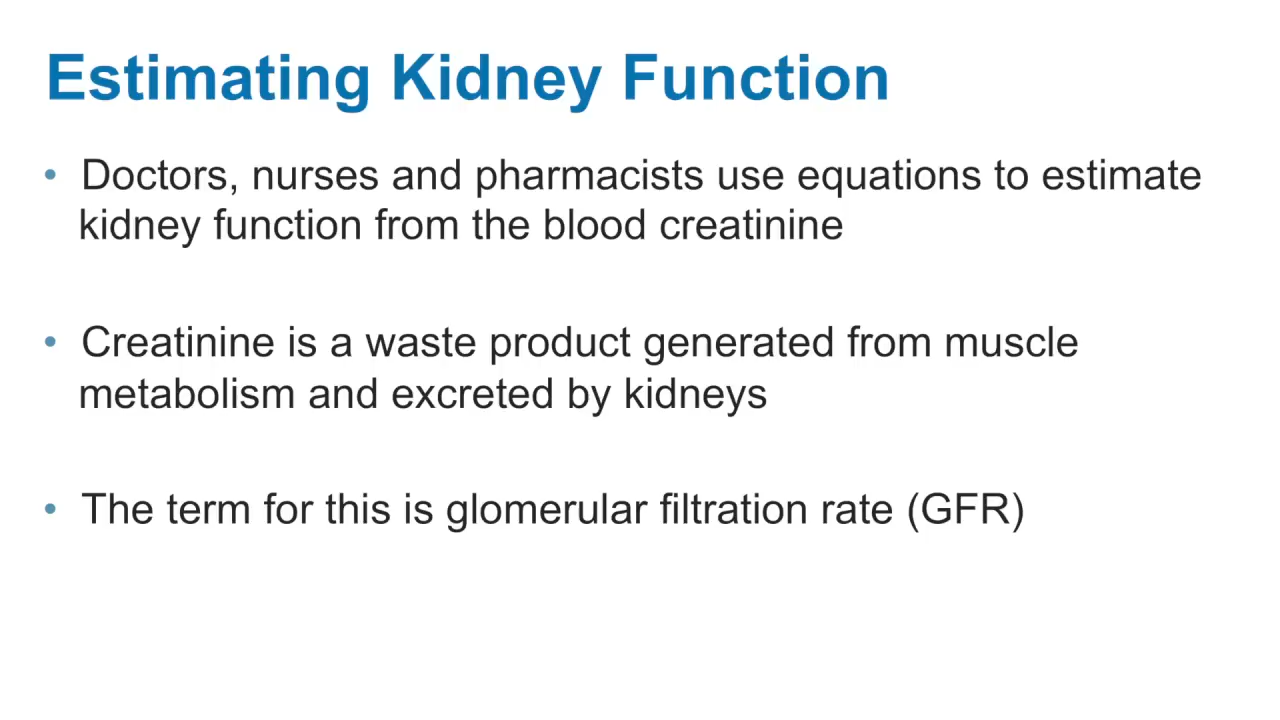 Estimating Kidney Function
• Doctors, nurses and pharmacists use equations to estimate
kidney function from the blood creatinine
• Creatinine is a waste product generated from muscle
metabolism and excreted by kidneys
• The term for this is glomerular filtration rate (GFR)